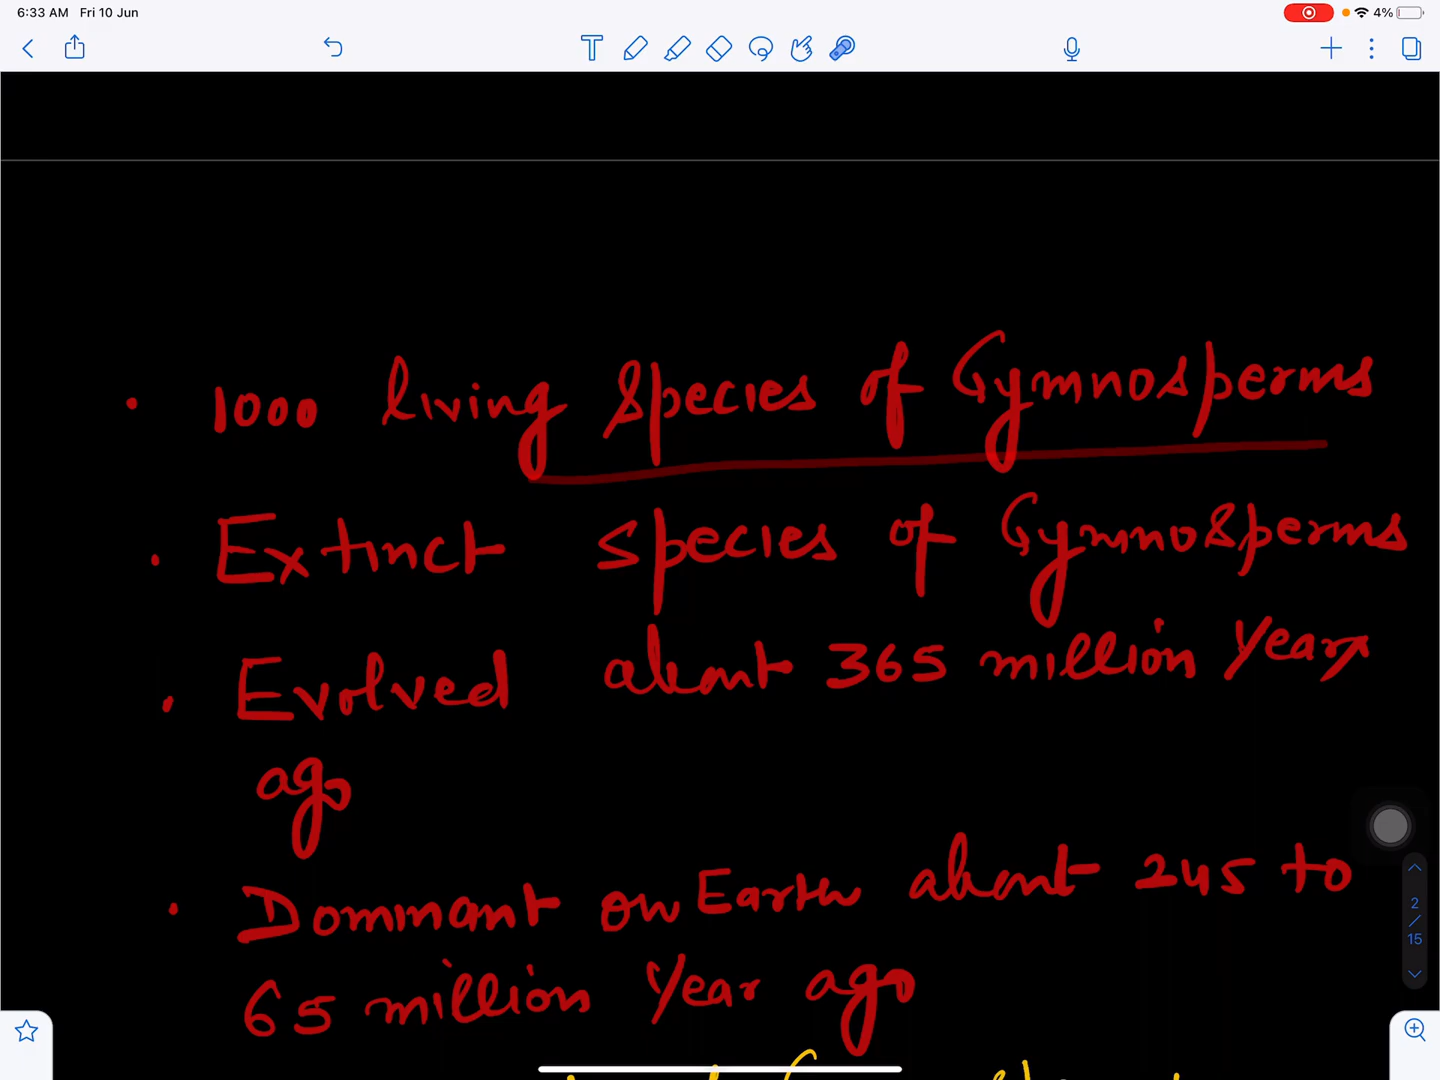 6:33 AM Fri 10 Jun
4%
• 1000 living species of Gymnosperms
• Extinct species of Gymnosperms
• Evolved about 365 million years
ago
• Dominant on Earth about 245 to
65 million year ago
2
/
15